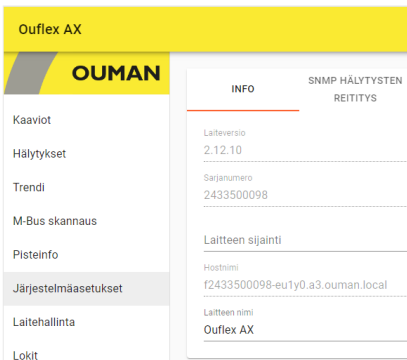 Ouflex AX
OUMAN
Kaaviot
Hälytykset
Trendi
M-Bus skannaus
Pisteinfo
Järjestelmäasetukset
Laitehallinta
Lokit
INFO
SNMP HÄLYTYSTEN
REITITYS
Laiteversio
2.12.10
Sarjanumero
2433500098
Laitteen sijainti
Hostnimi
f2433500098-eu1y0.a3.ouman.local
Laitteen nimi
Ouflex AX